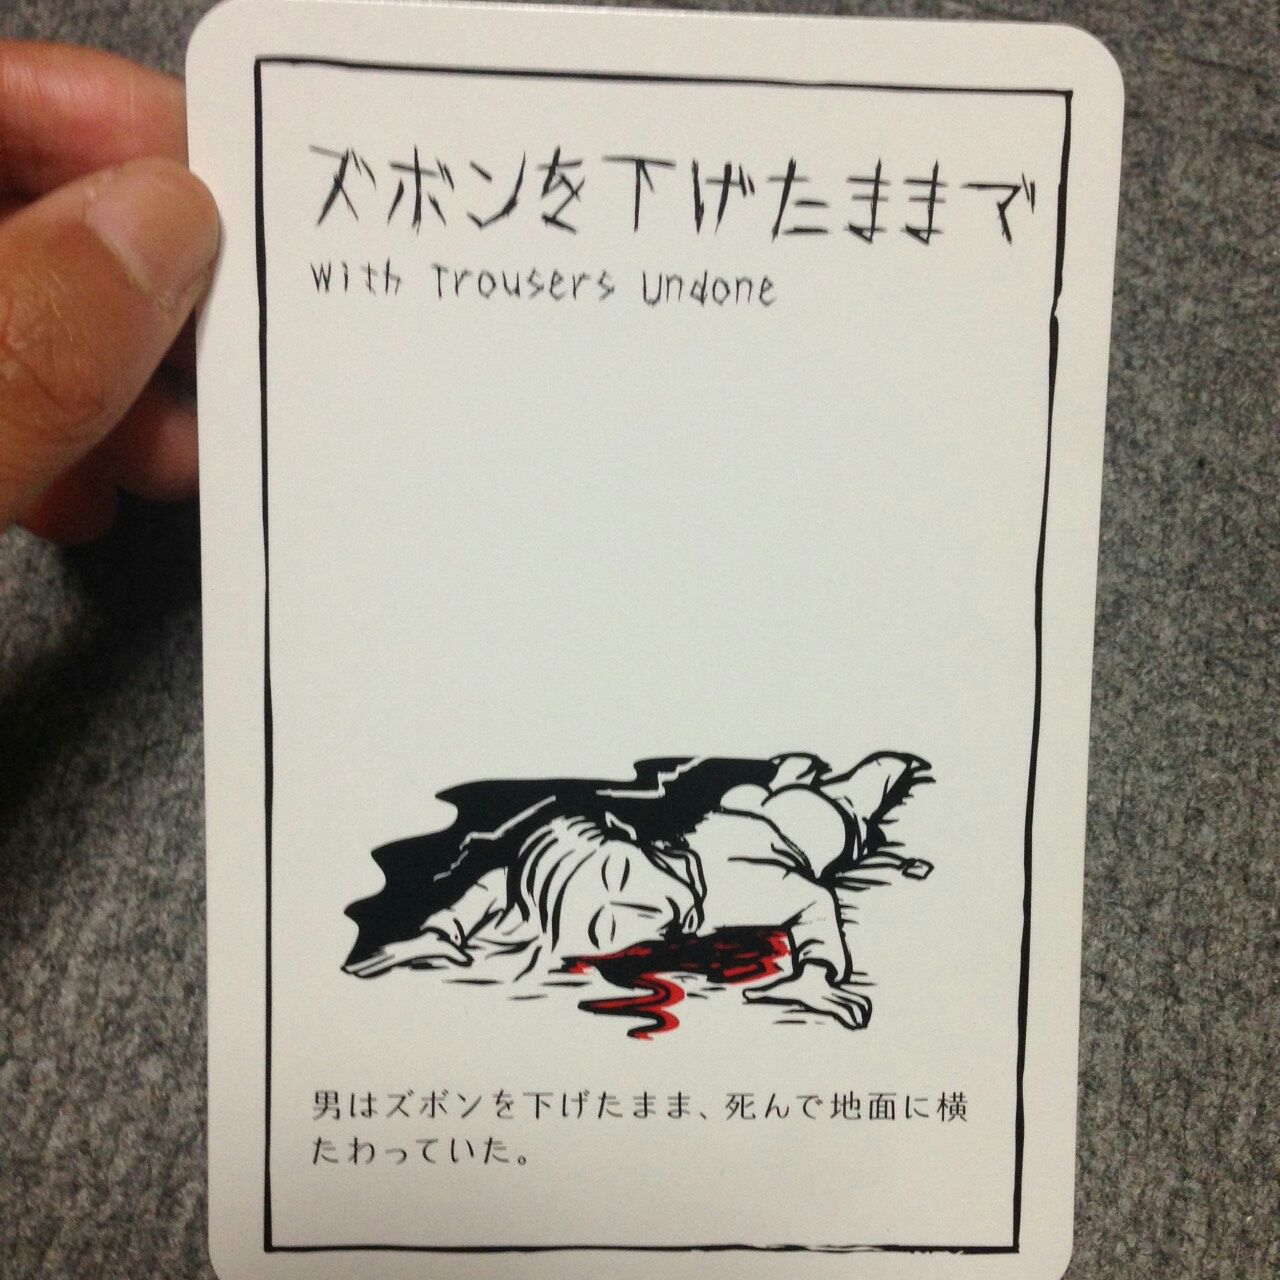 ズボンを下げたままで
With Trousers Undone
男はズボンを下げたまま、死んで地面に横
たわっていた。